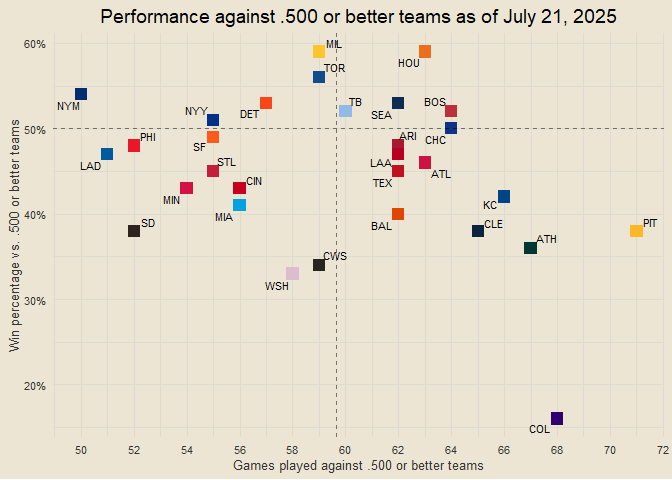 Performance against .500 or better teams as of July 21, 2025
60%
MIL
HOU
TOR
NYM
DET
NYY
TB
SEA
BOS
50%
CHC
PHI
SF
ARI
LAD
LAA
ATL
STL
TEX
MIN
CIN
KC
MIA
40%
BAL
SD
CLE
PIT
ATH
CWS
WSH
30%
20%
COL
Win percentage vs. .500 or better teams
50 52 54 56 58 60 62 64 66 68 70 72
Games played against .500 or better teams